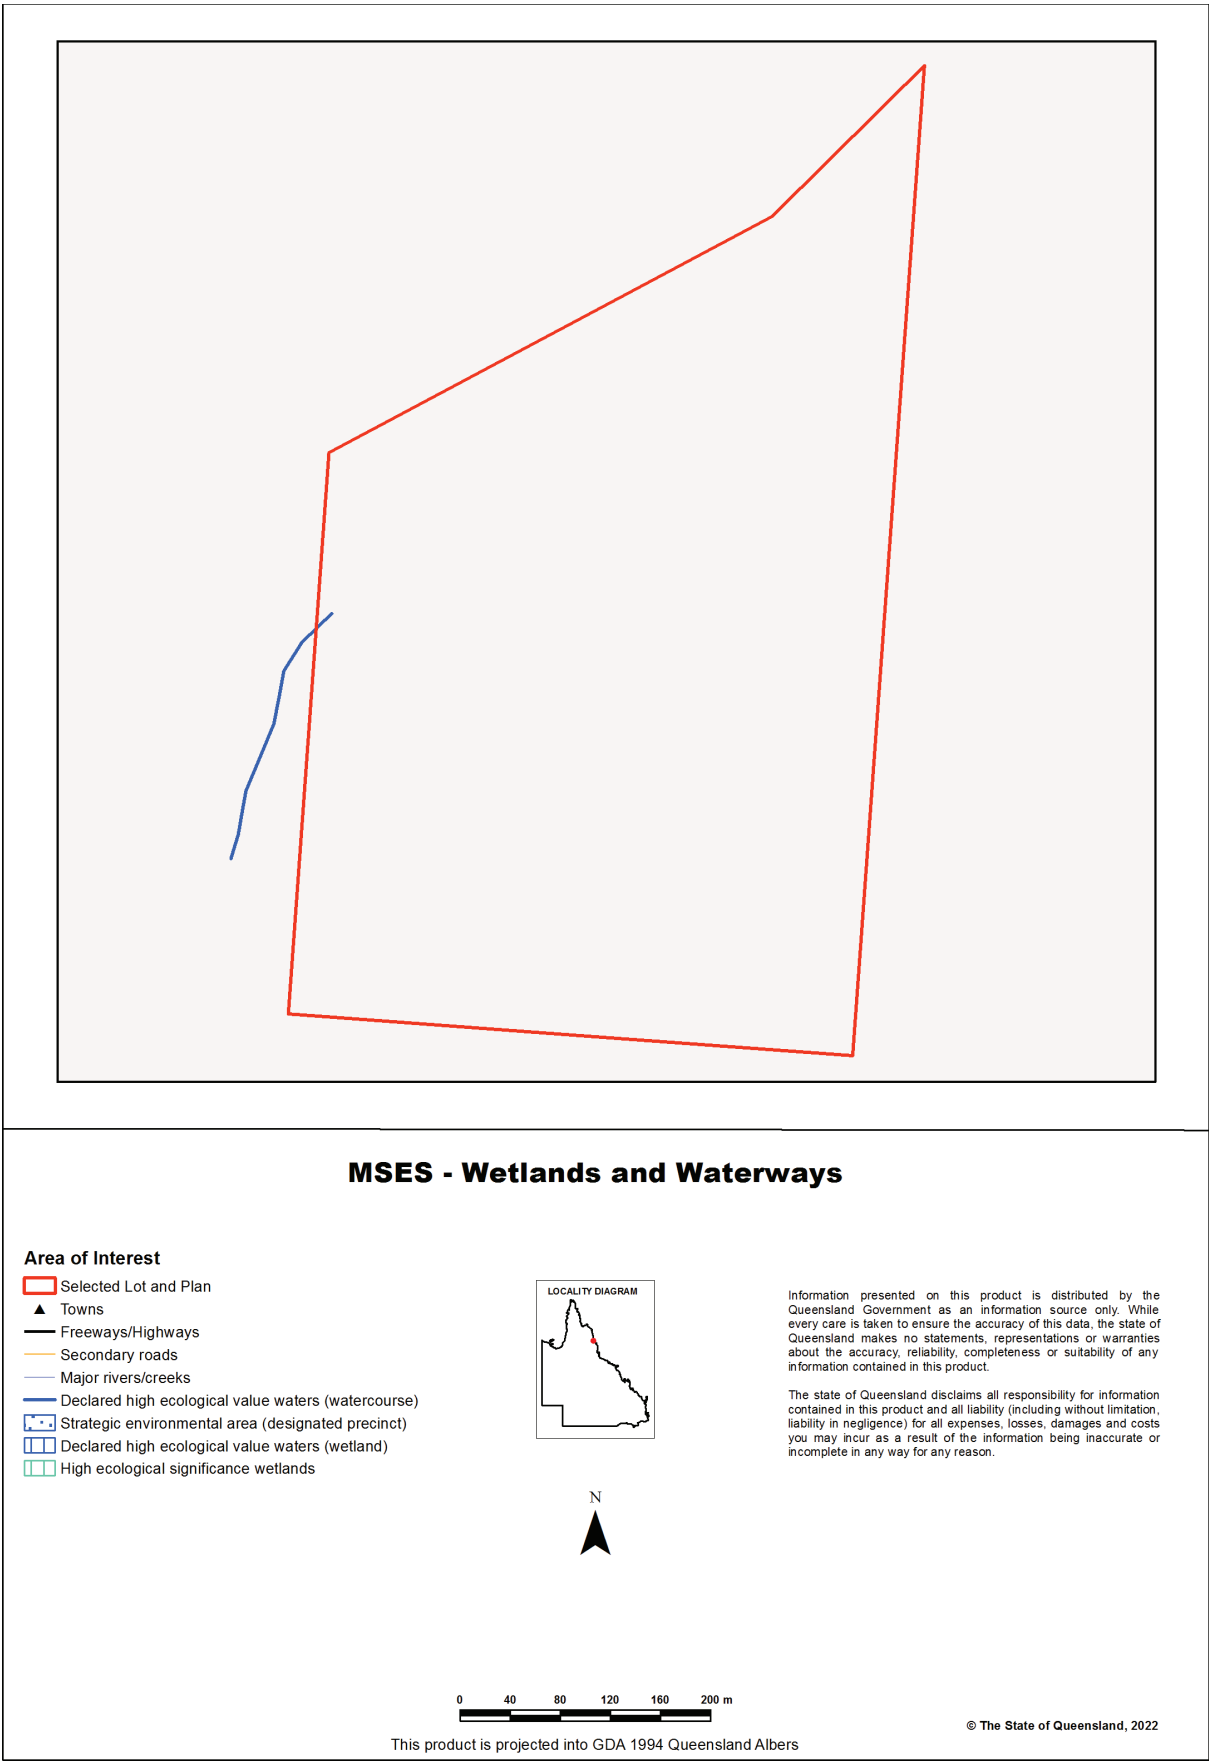 MSES - Wetlands and Waterways
Area of Interest
Selected Lot and Plan
Towns
Freeways/Highways
Secondary roads
Major rivers/creeks
Declared high ecological value waters (watercourse)
Strategic environmental area (designated precinct)
Declared high ecological value waters (wetland)
High ecological significance wetlands
LOCALITY DIAGRAM
N
Information presented on this product is distributed by the
Queensland Government as an information source only. While
every care is taken to ensure the accuracy of this data, the state of
Queensland makes no statements, representations or warranties
about the accuracy, reliability, completeness or suitability of any
information contained in this product.
The state of Queensland disclaims all responsibility for information
contained in this product and all liability (including without limitation,
liability in negligence) for all expenses, losses, damages and costs
you may incur as a result of the information being inaccurate or
incomplete in any way for any reason.
0 40 80 120 160 200 m
This product is projected into GDA 1994 Queensland Albers
© The State of Queensland, 2022